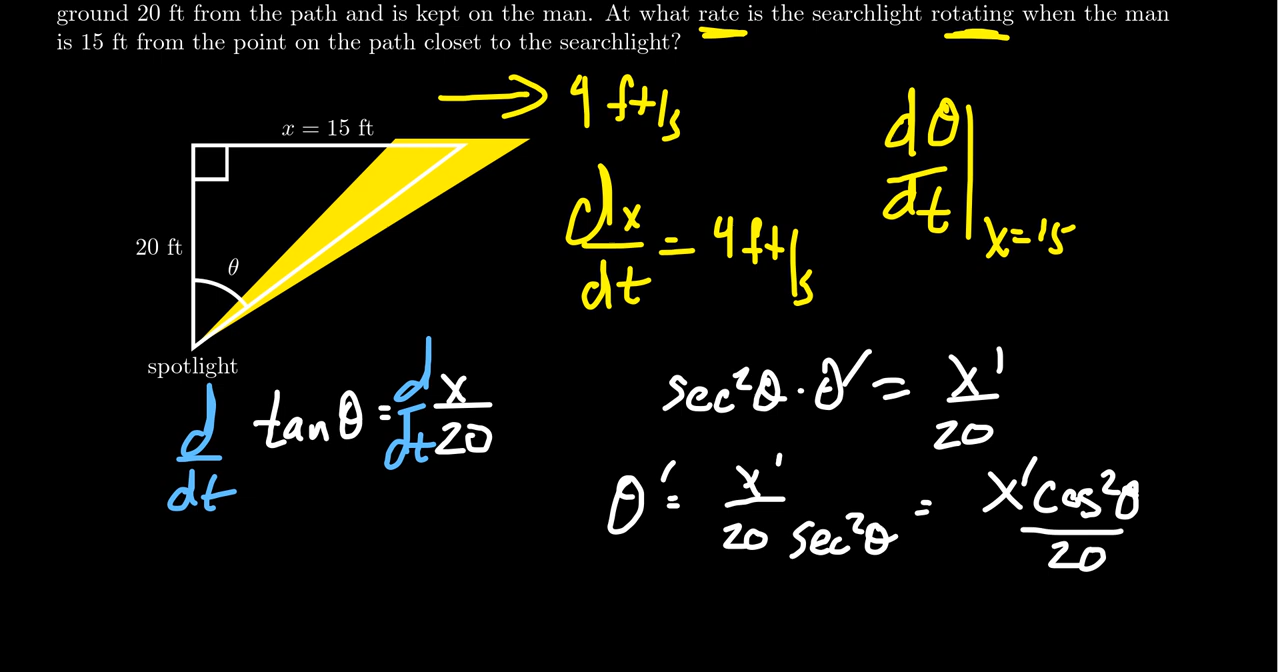 ground 20 ft from the path and is kept on the man. At what rate is the searchlight rotating when the man
is 15 ft from the point on the path closet to the searchlight?
→ 4 ft/s
x = 15 ft
dθ/dt | x=15
20 ft
θ
dx/dt = 4 ft/s
spotlight
d/dt tanθ = d/dt x/20
sec²θ · θ' = x'/20
θ' = x'/20 sec²θ = x'cos²θ/20